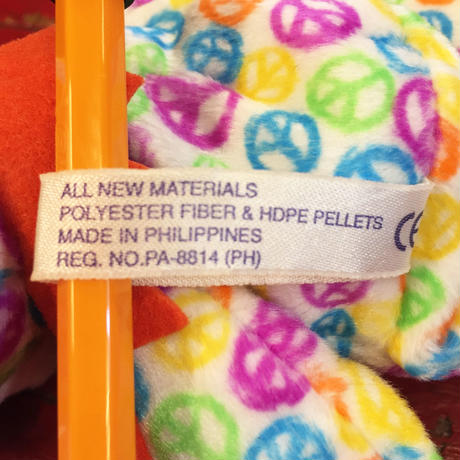 ALL NEW MATERIALS
POLYESTER FIBER & HDPE PELLETS
MADE IN PHILIPPINES
REG. NO.PA-8814 (PH)
CE